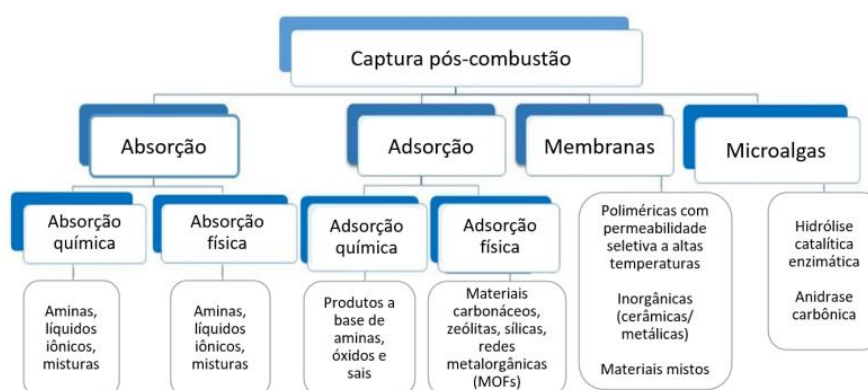 Captura pós-combustão
Absorção
Adsorção
Membranas
Microalgas
Absorção
química
Absorção
física
Adsorção
química
Adsorção
física
Aminas,
líquidos
iônicos,
misturas
Aminas,
líquidos
iônicos,
misturas
Produtos a
base de
aminas,
óxidos e
sais
Materiais
carbonáceos,
zeólitas, sílicas,
redes
metalorgânicas
(MOFs)
Poliméricas com
permeabilidade
seletiva a altas
temperaturas
Inorgânicas
(cerâmicas/
metálicas)
Materiais mistos
Hidrólise
catalítica
enzimática
Anidrase
carbônica